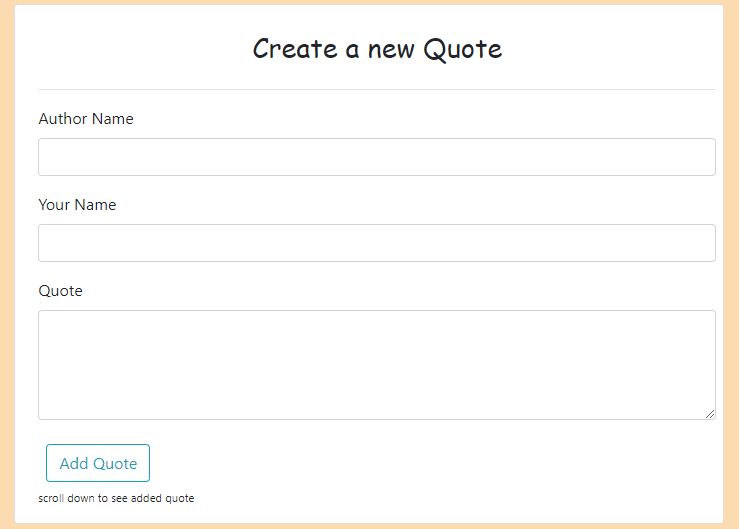 Create a new Quote
Author Name
Your Name
Quote
Add Quote
scroll down to see added quote